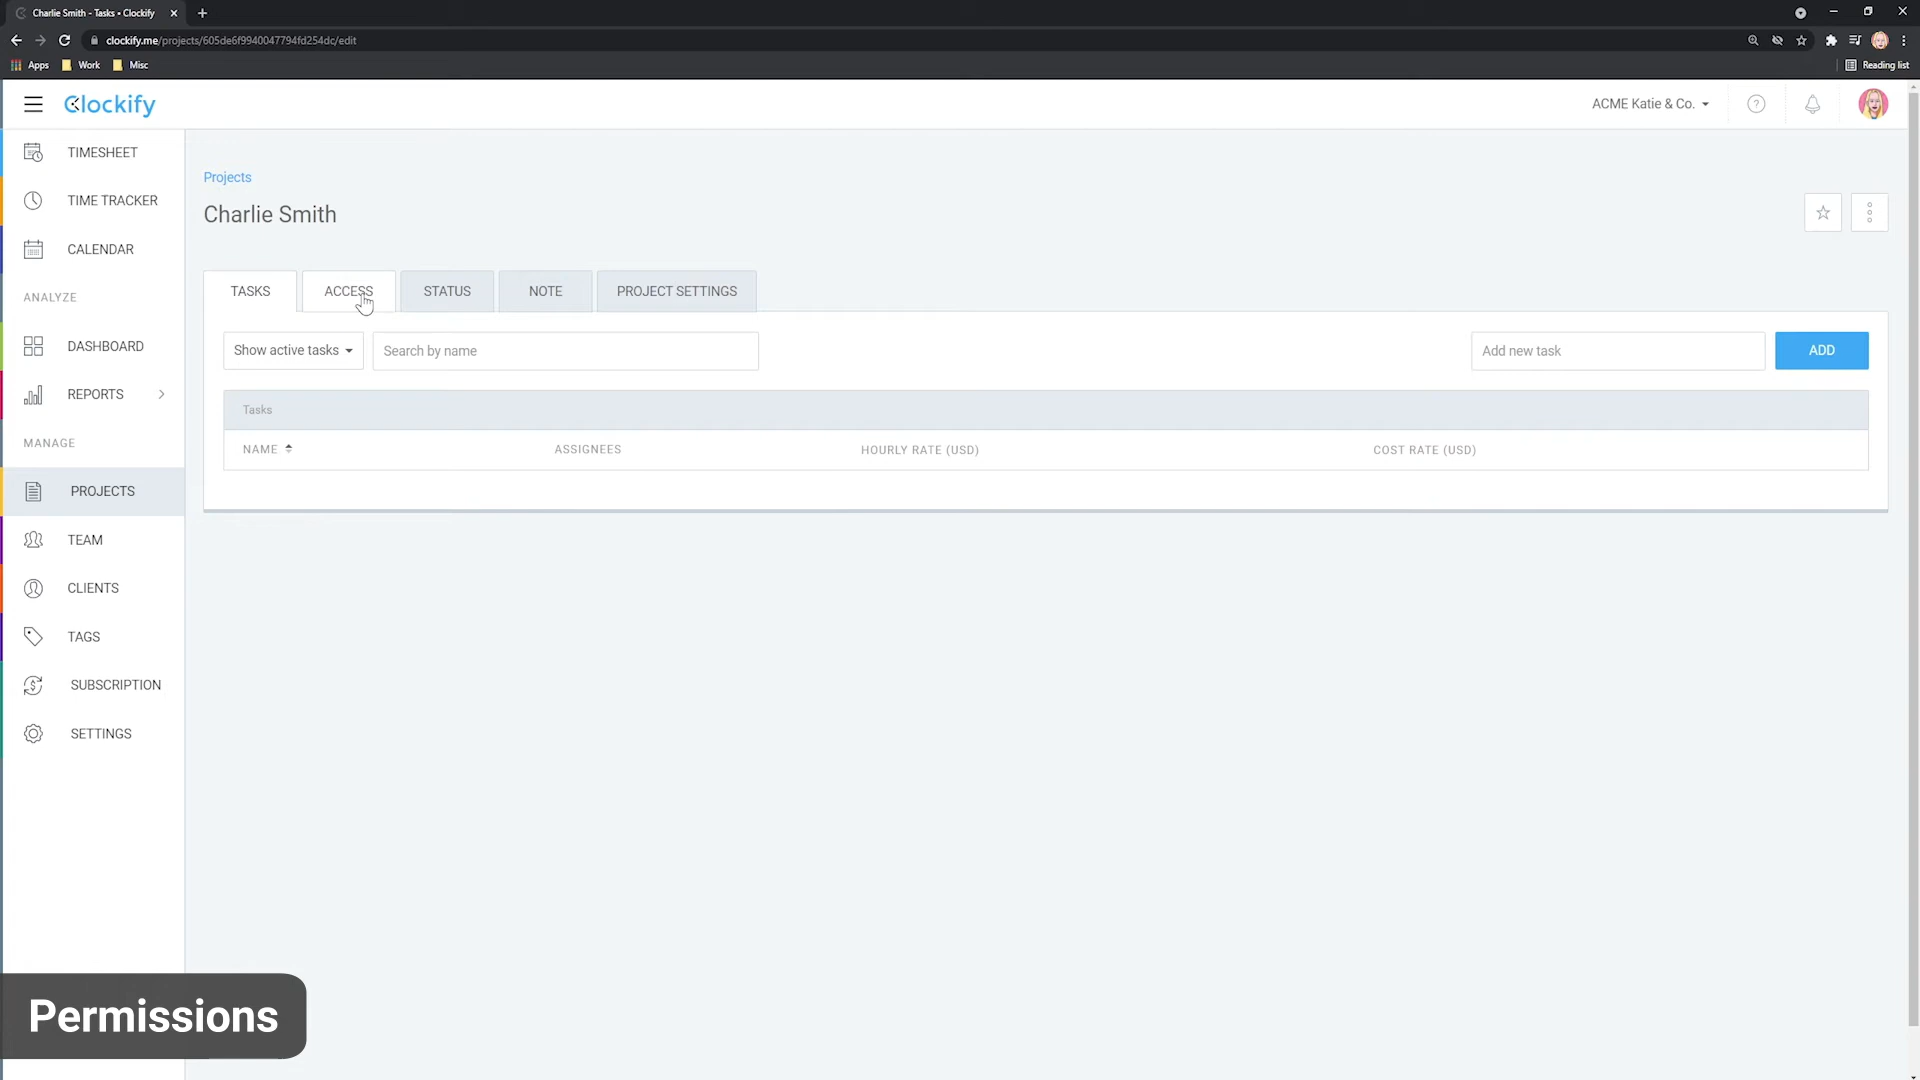 Charlie Smith - Tasks • Clockify
clockify.me/projects/605de6f9940047794fd254dc/edit
Apps
Work
Misc
Reading list
Clockify
ACME Katie & Co.
TIMESHEET
TIME TRACKER
CALENDAR
ANALYZE
DASHBOARD
REPORTS
MANAGE
PROJECTS
TEAM
CLIENTS
TAGS
SUBSCRIPTION
SETTINGS
Projects
Charlie Smith
TASKS
ACCESS
STATUS
NOTE
PROJECT SETTINGS
Show active tasks
Search by name
Add new task
ADD
Tasks
NAME
ASSIGNEES
HOURLY RATE (USD)
COST RATE (USD)
Permissions